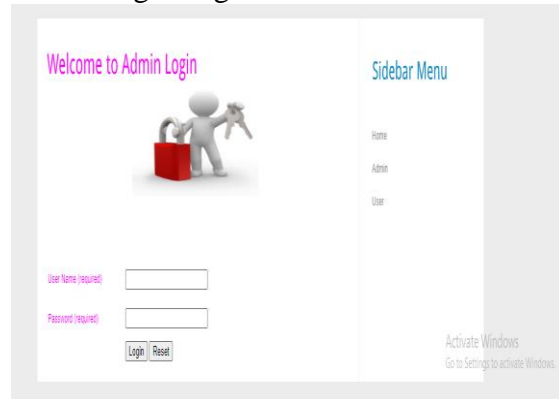 Welcome to Admin Login
User Name (required)
Password (required)
Login Reset
Sidebar Menu
Home
Admin
User
Activate Windows
Go to Settings to activate Windows.